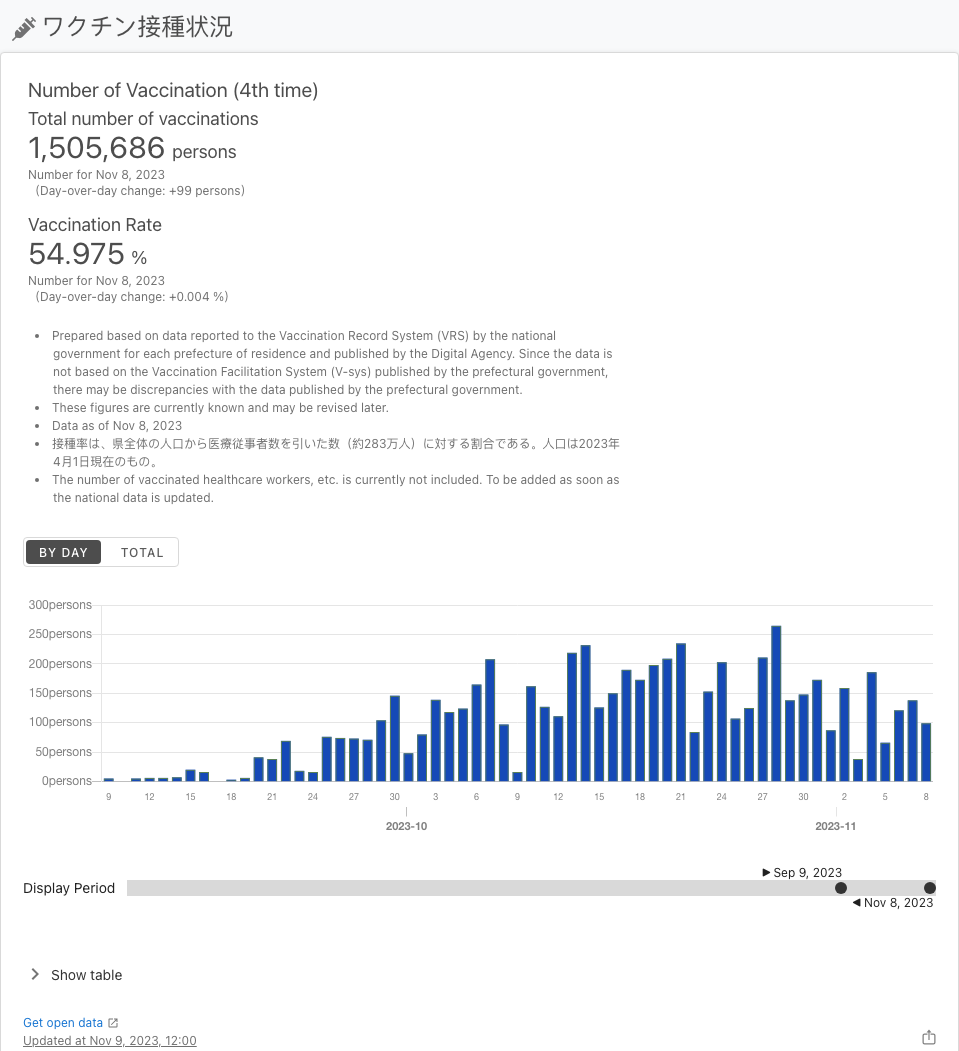 ワクチン接種状況
Number of Vaccination (4th time)
Total number of vaccinations
1,505,686 persons
Number for Nov 8, 2023
(Day-over-day change: +99 persons)
Vaccination Rate
54.975 %
Number for Nov 8, 2023
(Day-over-day change: +0.004 %)
• Prepared based on data reported to the Vaccination Record System (VRS) by the national
government for each prefecture of residence and published by the Digital Agency. Since the data is
not based on the Vaccination Facilitation System (V-sys) published by the prefectural government,
there may be discrepancies with the data published by the prefectural government.
• These figures are currently known and may be revised later.
• Data as of Nov 8, 2023
• 接種率は、県全体の人口から医療従事者数を引いた数（約283万人）に対する割合である。人口は2023年
4月1日現在のもの。
• The number of vaccinated healthcare workers, etc. is currently not included. To be added as soon as
the national data is updated.
BY DAY TOTAL
300persons
250persons
200persons
150persons
100persons
50persons
0persons
9 12 15 18 21 24 27 30 3 6 9 12 15 18 21 24 27 30 2 5 8
2023-10 2023-11
Sep 9, 2023
Display Period
Nov 8, 2023
Show table
Get open data
Updated at Nov 9, 2023, 12:00